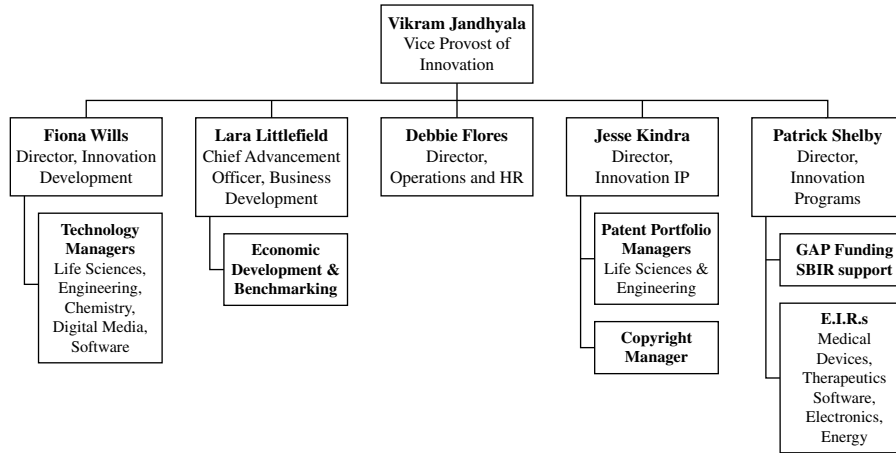 Vikram Jandhyala
Vice Provost of
Innovation
Fiona Wills
Director, Innovation
Development
Lara Littlefield
Chief Advancement
Officer, Business
Development
Debbie Flores
Director,
Operations and HR
Jesse Kindra
Director,
Innovation IP
Patrick Shelby
Director,
Innovation
Programs
Technology
Managers
Life Sciences,
Engineering,
Chemistry,
Digital Media,
Software
Economic
Development &
Benchmarking
Patent Portfolio
Managers
Life Sciences &
Engineering
Copyright
Manager
GAP Funding
SBIR support
E.I.R.s
Medical
Devices,
Therapeutics
Software,
Electronics,
Energy